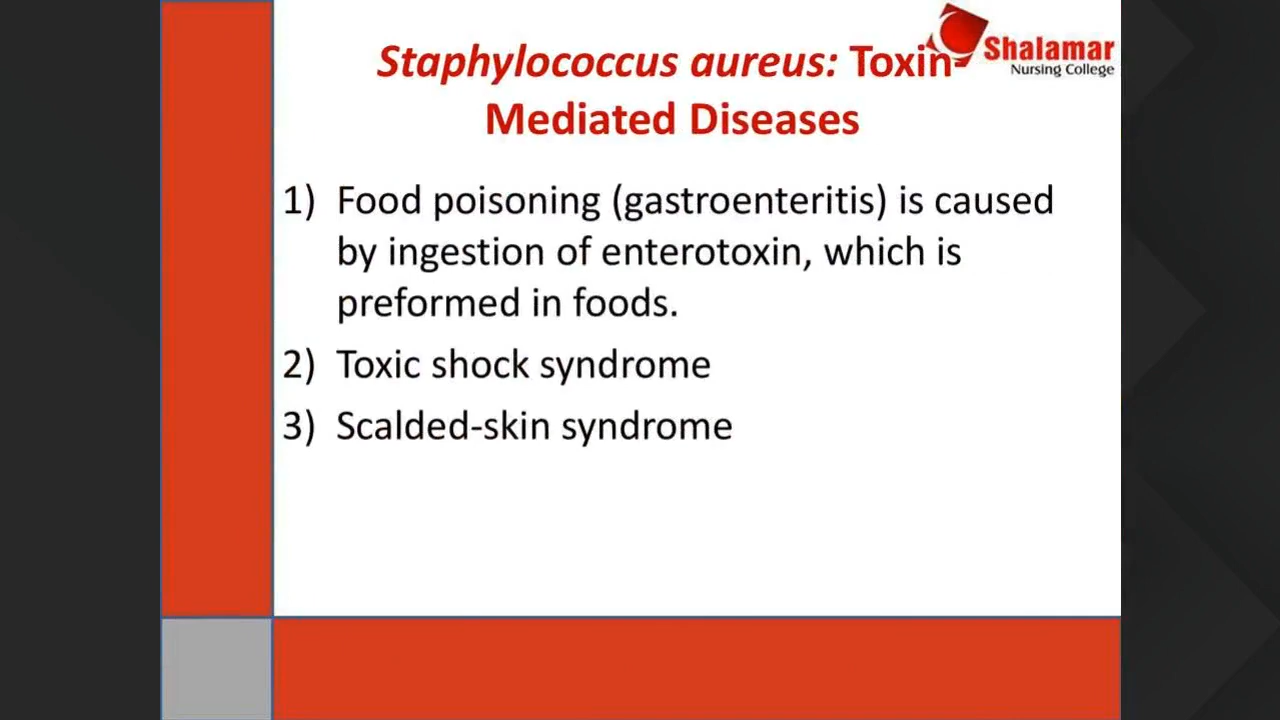 Staphylococcus aureus: Toxin-
Mediated Diseases
Shalamar
Nursing College
1) Food poisoning (gastroenteritis) is caused
by ingestion of enterotoxin, which is
preformed in foods.
2) Toxic shock syndrome
3) Scalded-skin syndrome